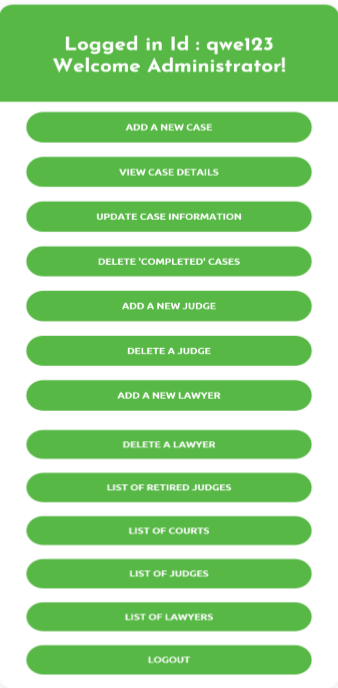 Logged in Id : qwe123
Welcome Administrator!
ADD A NEW CASE
VIEW CASE DETAILS
UPDATE CASE INFORMATION
DELETE 'COMPLETED' CASES
ADD A NEW JUDGE
DELETE A JUDGE
ADD A NEW LAWYER
DELETE A LAWYER
LIST OF RETIRED JUDGES
LIST OF COURTS
LIST OF JUDGES
LIST OF LAWYERS
LOGOUT